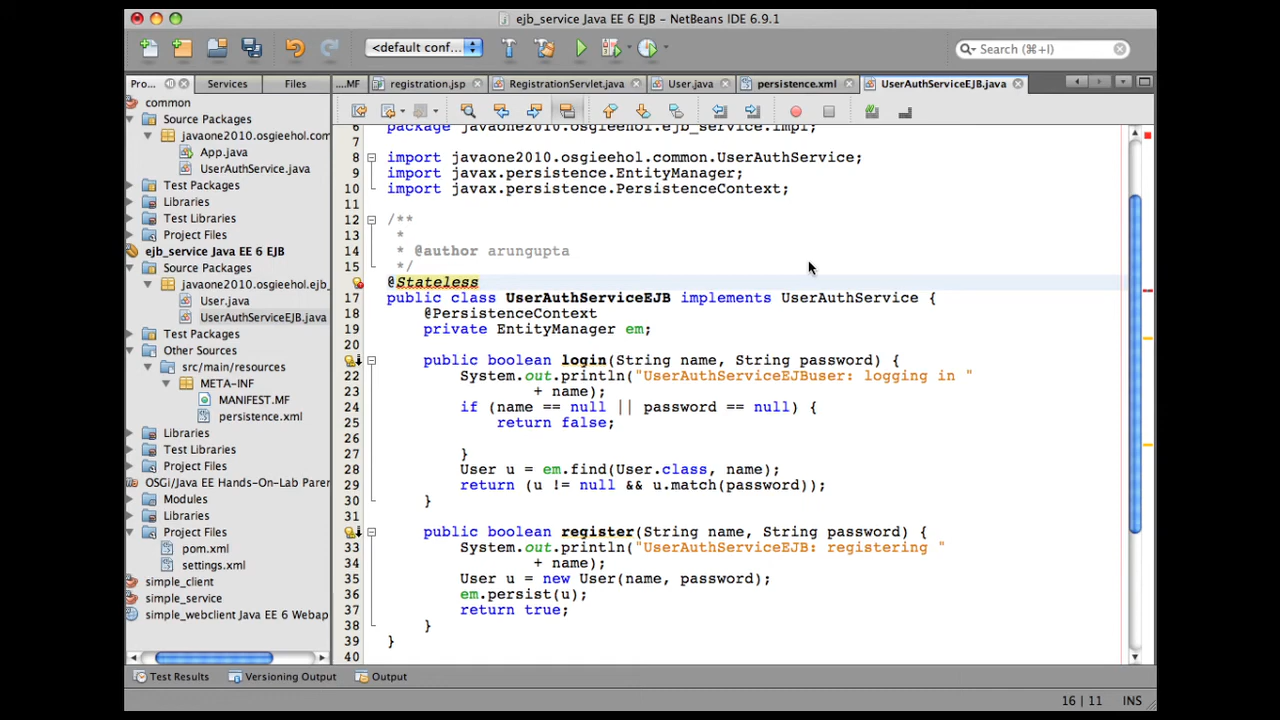 ejb_service Java EE 6 EJB - NetBeans IDE 6.9.1
<default conf...
Search (⌘+I)
Pro...
Services
Files
....MF
registration.jsp
RegistrationServlet.java
User.java
persistence.xml
UserAuthServiceEJB.java
common
Source Packages
javaone2010.osgieehol.com
App.java
UserAuthService.java
Test Packages
Libraries
Test Libraries
Project Files
ejb_service Java EE 6 EJB
Source Packages
javaone2010.osgieehol.ejb_
User.java
UserAuthServiceEJB.java
Test Packages
Other Sources
src/main/resources
META-INF
MANIFEST.MF
persistence.xml
Libraries
Test Libraries
Project Files
OSGi/Java EE Hands-On-Lab Parer
Modules
Libraries
Project Files
pom.xml
settings.xml
simple_client
simple_service
simple_webclient Java EE 6 Webap
6 package javaone2010.osgieehol.ejb_service.impl;
7
8 import javaone2010.osgieehol.common.UserAuthService;
9 import javax.persistence.EntityManager;
10 import javax.persistence.PersistenceContext;
11
12 /**
13 *
14 * @author arungupta
15 */
@Stateless
17 public class UserAuthServiceEJB implements UserAuthService {
18 @PersistenceContext
19 private EntityManager em;
20
public boolean login(String name, String password) {
22 System.out.println("UserAuthServiceEJBuser: logging in "
23 + name);
24 if (name == null || password == null) {
25 return false;
26
27 }
28 User u = em.find(User.class, name);
29 return (u != null && u.match(password));
30 }
31
public boolean register(String name, String password) {
33 System.out.println("UserAuthServiceEJB: registering "
34 + name);
35 User u = new User(name, password);
36 em.persist(u);
37 return true;
38 }
39 }
40
Test Results
Versioning Output
Output
16 | 11
INS